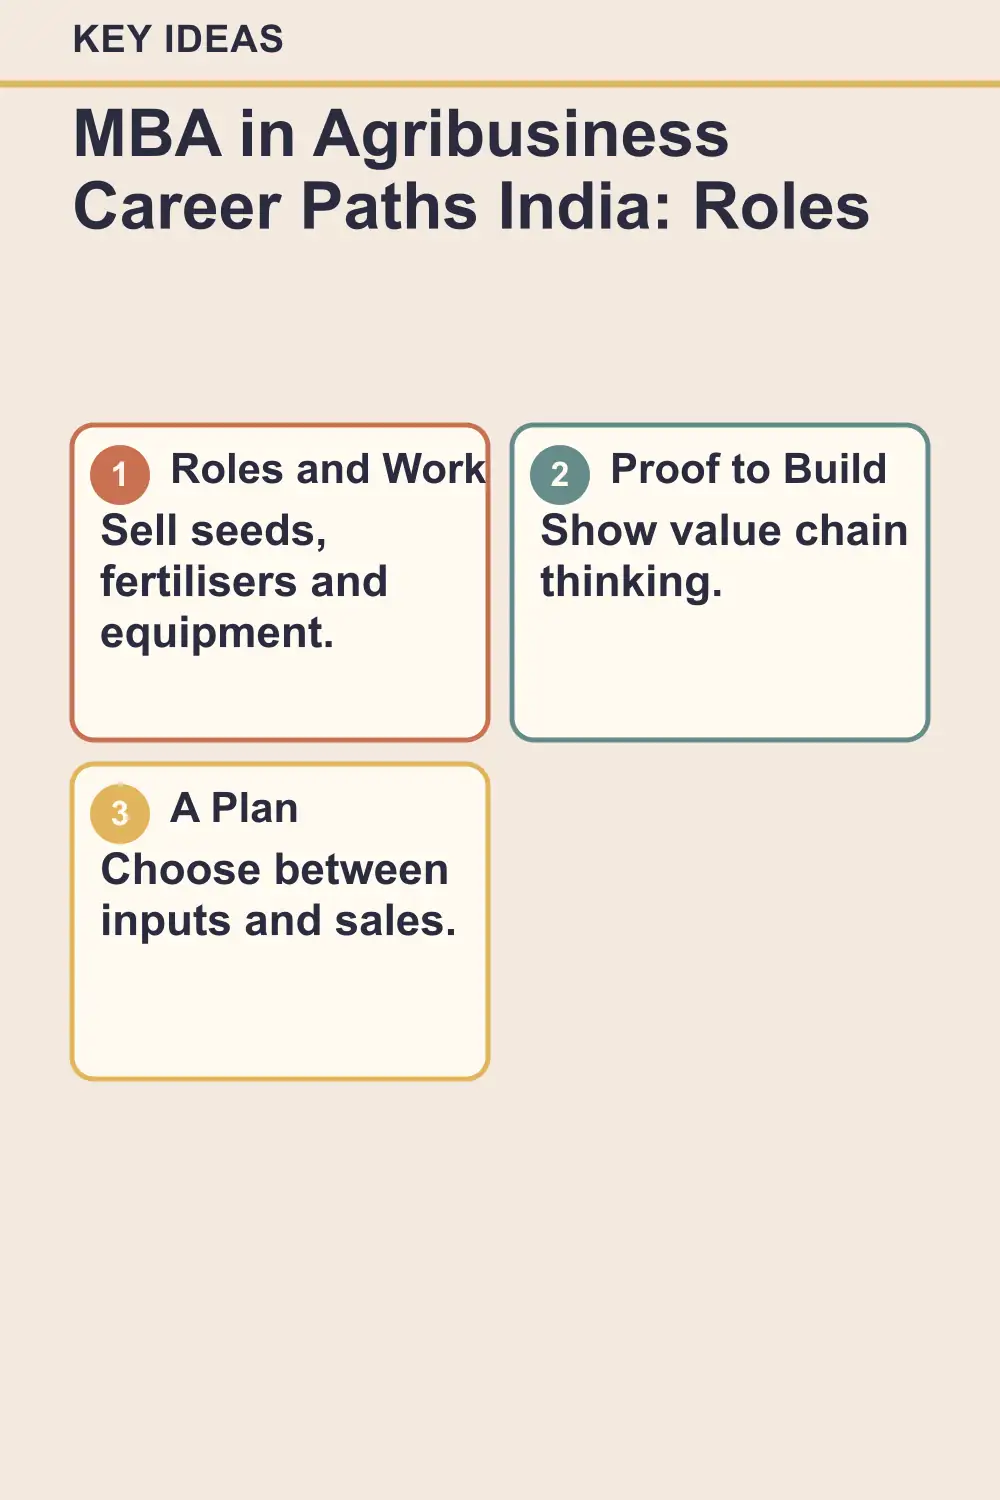 KEY IDEAS
MBA in Agribusiness
Career Paths India: Roles
1 Roles and Work
Sell seeds,
fertilisers and
equipment.
2 Proof to Build
Show value chain
thinking.
3 A Plan
Choose between
inputs and sales.